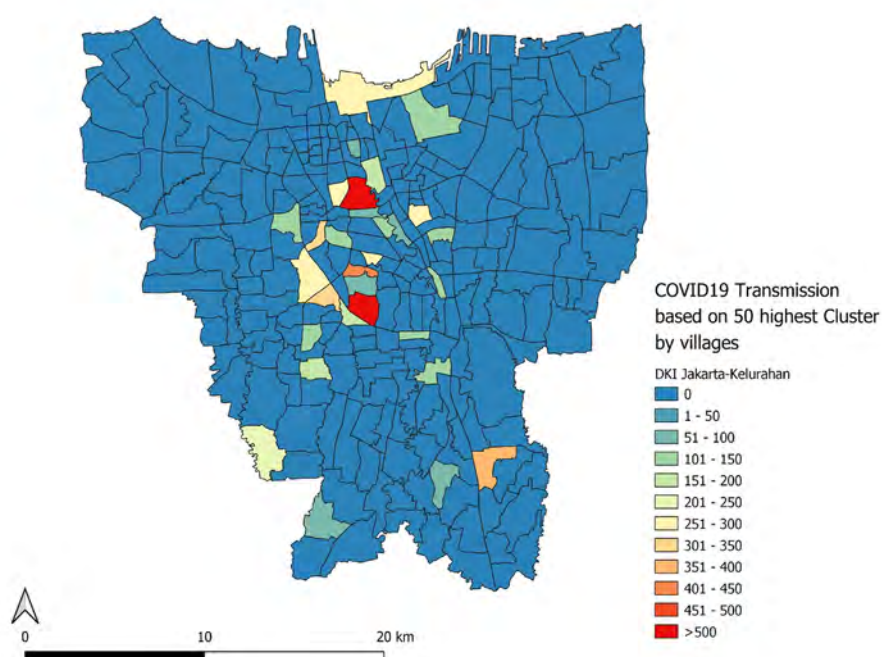 COVID19 Transmission
based on 50 highest Cluster
by villages
DKI Jakarta-Kelurahan
0
1 - 50
51 - 100
101 - 150
151 - 200
201 - 250
251 - 300
301 - 350
351 - 400
401 - 450
451 - 500
>500
0 10 20 km